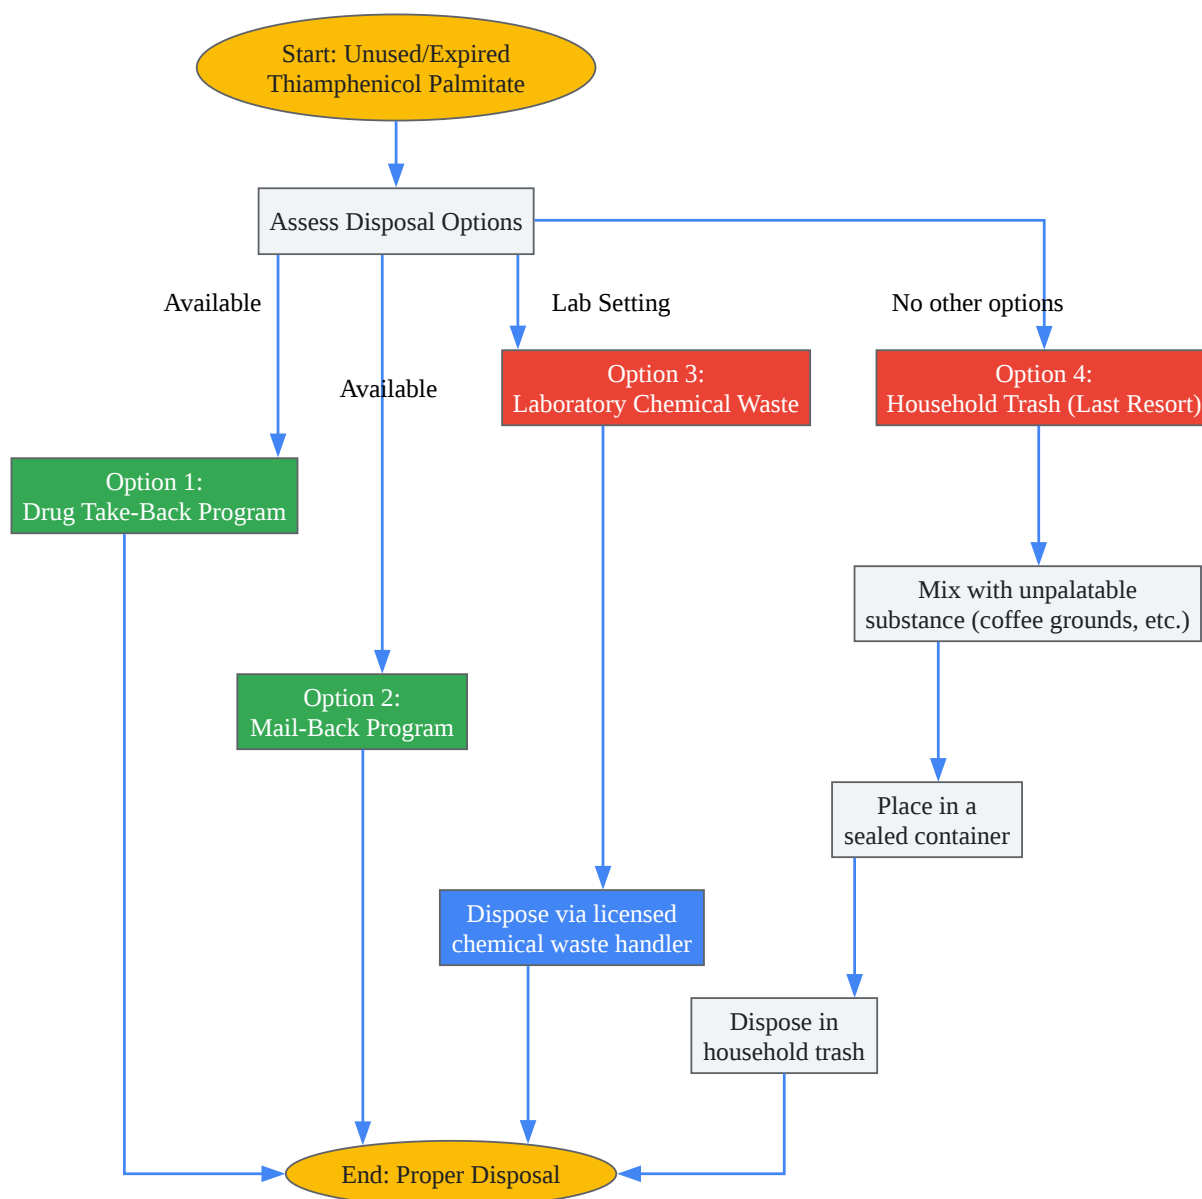 Start: Unused/Expired
Thiamphenicol Palmitate
Assess Disposal Options
Available
Lab Setting
No other options
Available
Option 3:
Laboratory Chemical Waste
Option 4:
Household Trash (Last Resort)
Option 1:
Drug Take-Back Program
Mix with unpalatable
substance (coffee grounds, etc.)
Option 2:
Mail-Back Program
Place in a
sealed container
Dispose via licensed
chemical waste handler
Dispose in
household trash
End: Proper Disposal